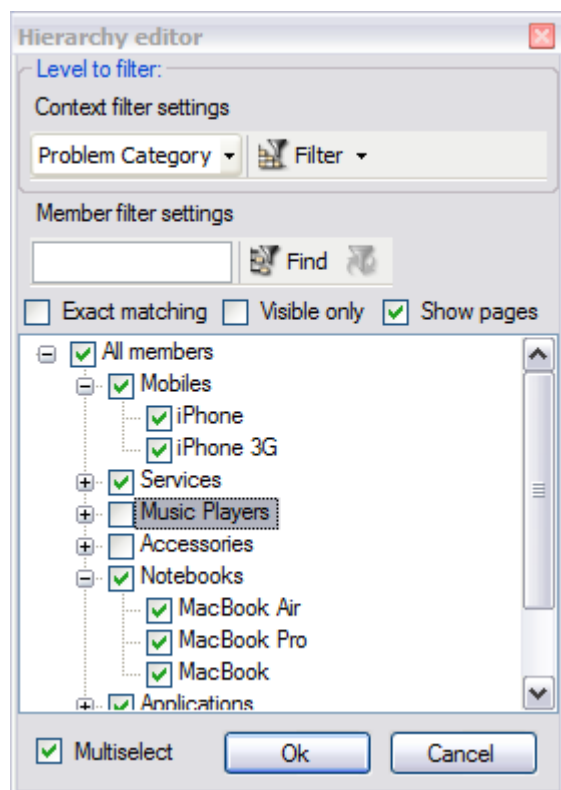 Hierarchy editor
Level to filter:
Context filter settings
Problem Category Filter
Member filter settings
Find
Exact matching Visible only Show pages
All members
Mobiles
iPhone
iPhone 3G
Services
Music Players
Accessories
Notebooks
MacBook Air
MacBook Pro
MacBook
Applications
Multiselect Ok Cancel